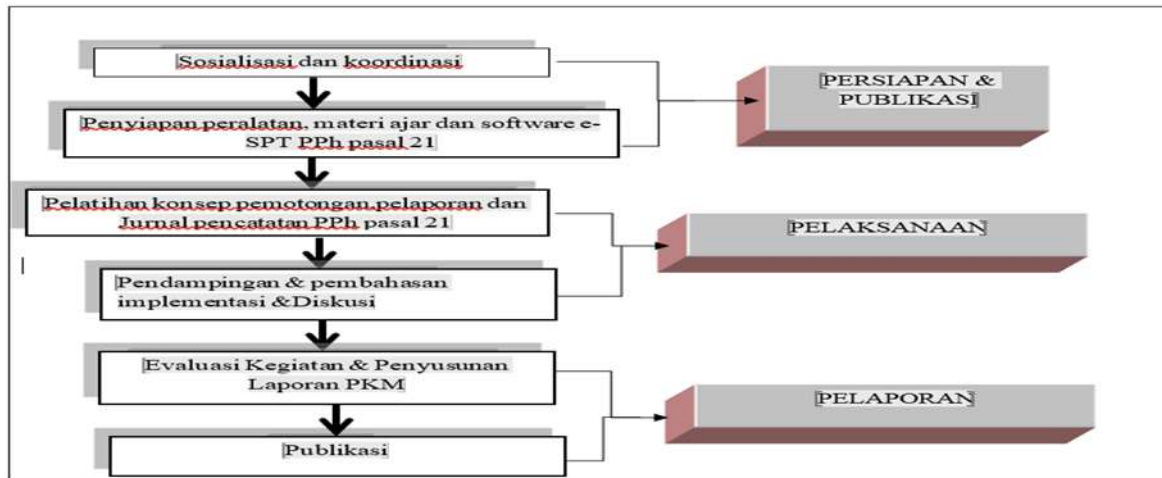 Sosialisasi dan koordinasi
PERSIAPAN &
PUBLIKASI
Penyiapan peralatan, materi ajar dan software e-
SPT PPh pasal 21
Pelatihan konsep pemotongan,pelaporan dan
Jurnal pencatatan PPh pasal 21
PELAKSANAAN
Pendampingan & pembahasan
implementasi &Diskusi
Evaluasi Kegiatan & Penyusunan
Laporan PKM
PELAPORAN
Publikasi